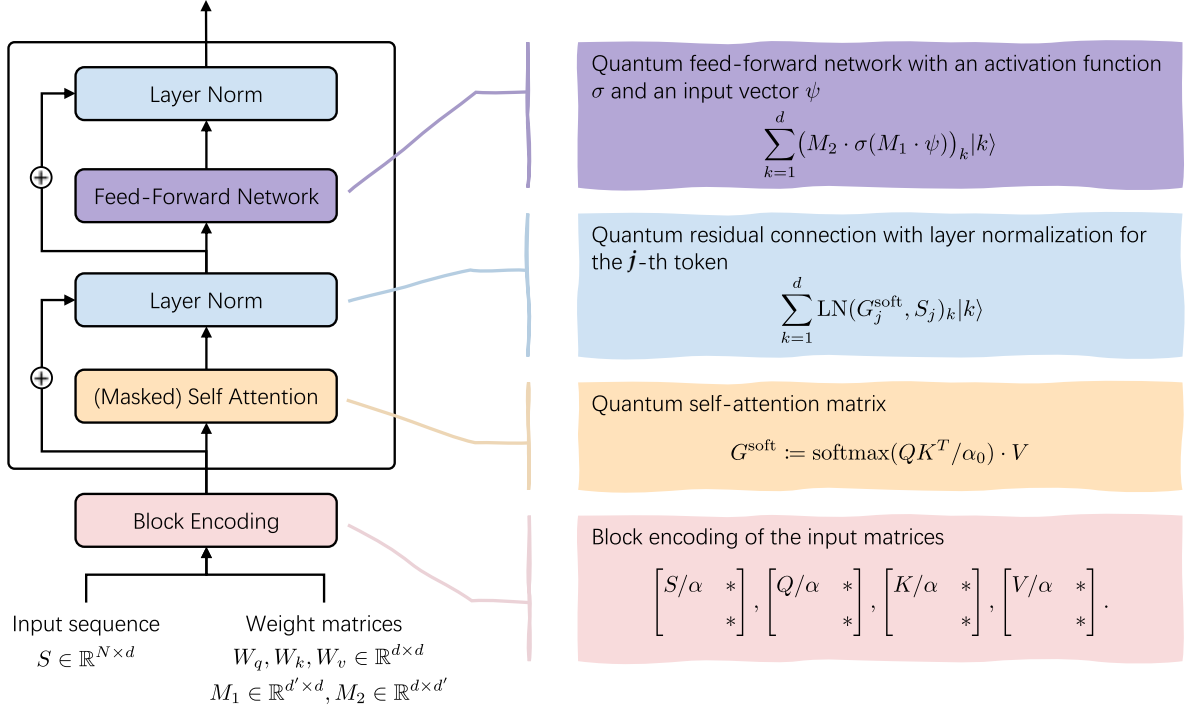 Layer Norm
Feed-Forward Network
Layer Norm
(Masked) Self Attention
Block Encoding
Input sequence
S ∈ ℝ^{N×d}
Weight matrices
W_q, W_k, W_v ∈ ℝ^{d×d}
M_1 ∈ ℝ^{d'×d}, M_2 ∈ ℝ^{d×d'}
Quantum feed-forward network with an activation function
σ and an input vector ψ
∑_{k=1}^{d} (M_2 · σ(M_1 · ψ))_k |k⟩
Quantum residual connection with layer normalization for
the j-th token
∑_{k=1}^{d} LN(G_j^{soft}, S_j)_k |k⟩
Quantum self-attention matrix
G^{soft} := softmax(QK^T/α_0) · V
Block encoding of the input matrices
[S/α * ; *], [Q/α * ; *], [K/α * ; *], [V/α * ; *].